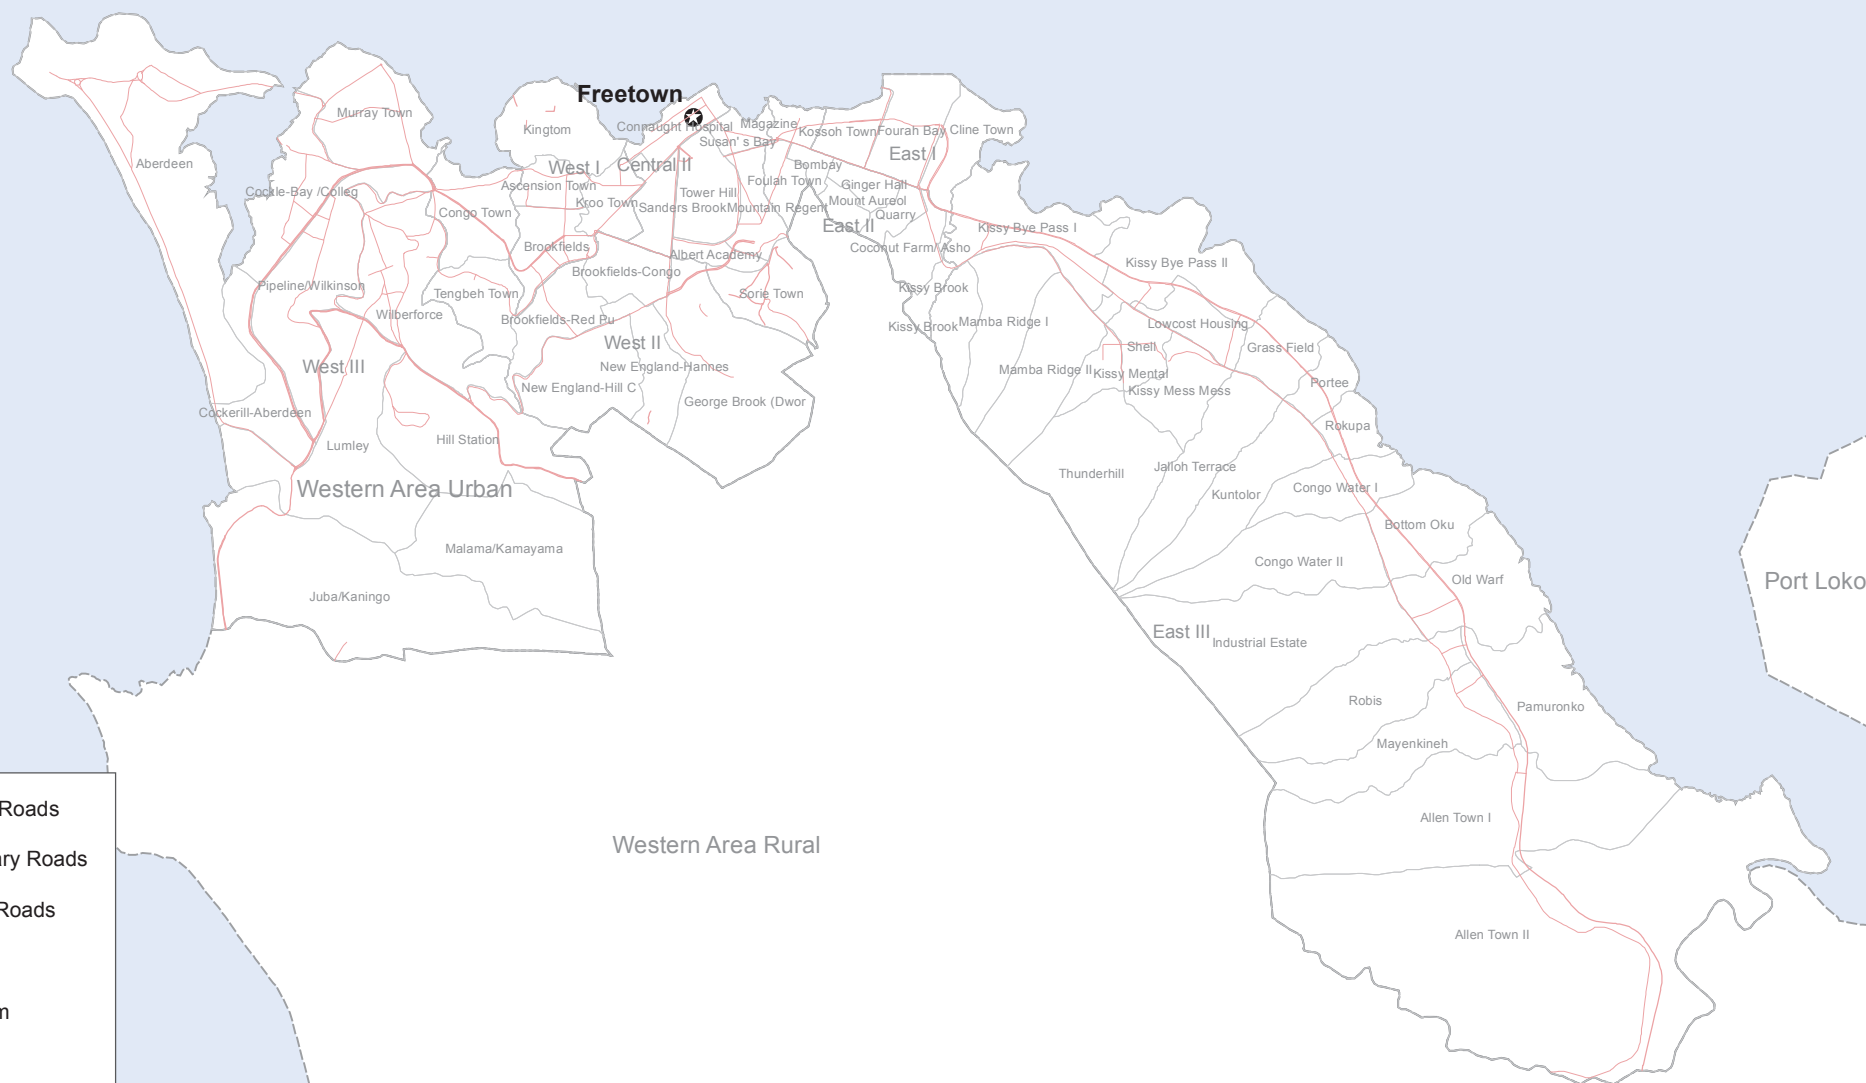 Freetown
Murray Town
Kingtom
Connaught Hospital
Magazine
Susan' s Bay
Kossoh Town
Fourah Bay
Cline Town
Aberdeen
West I
Central II
East I
Bombay
Cockle-Bay /Colleg
Ascension Town
Foulah Town
Ginger Hall
Tower Hill
Kroo Town
Sanders Brook
Mountain Regent
Mount Aureol
Congo Town
Quarry
East II
Kissy Bye Pass I
Brookfields
Albert Academy
Coconut Farm/ Asho
Kissy Bye Pass II
Brookfields-Congo
Pipeline/Wilkinson
Tengbeh Town
Sorie Town
Kissy Brook
Wilberforce
Brookfields-Red Pu
Kissy Brook
Mamba Ridge I
Lowcost Housing
West II
Shell
Grass Field
West III
New England-Hannes
Mamba Ridge II
Kissy Mental
Portee
New England-Hill C
Kissy Mess Mess
George Brook (Dwor
Cockerill-Aberdeen
Rokupa
Lumley
Hill Station
Thunderhill
Jalloh Terrace
Western Area Urban
Kuntolor
Congo Water I
Bottom Oku
Malama/Kamayama
Congo Water II
Old Warf
Port Loko
Juba/Kaningo
East III
Industrial Estate
Robis
Pamuronko
Mayenkineh
Roads
Allen Town I
Western Area Rural
ary Roads
Roads
Allen Town II
m